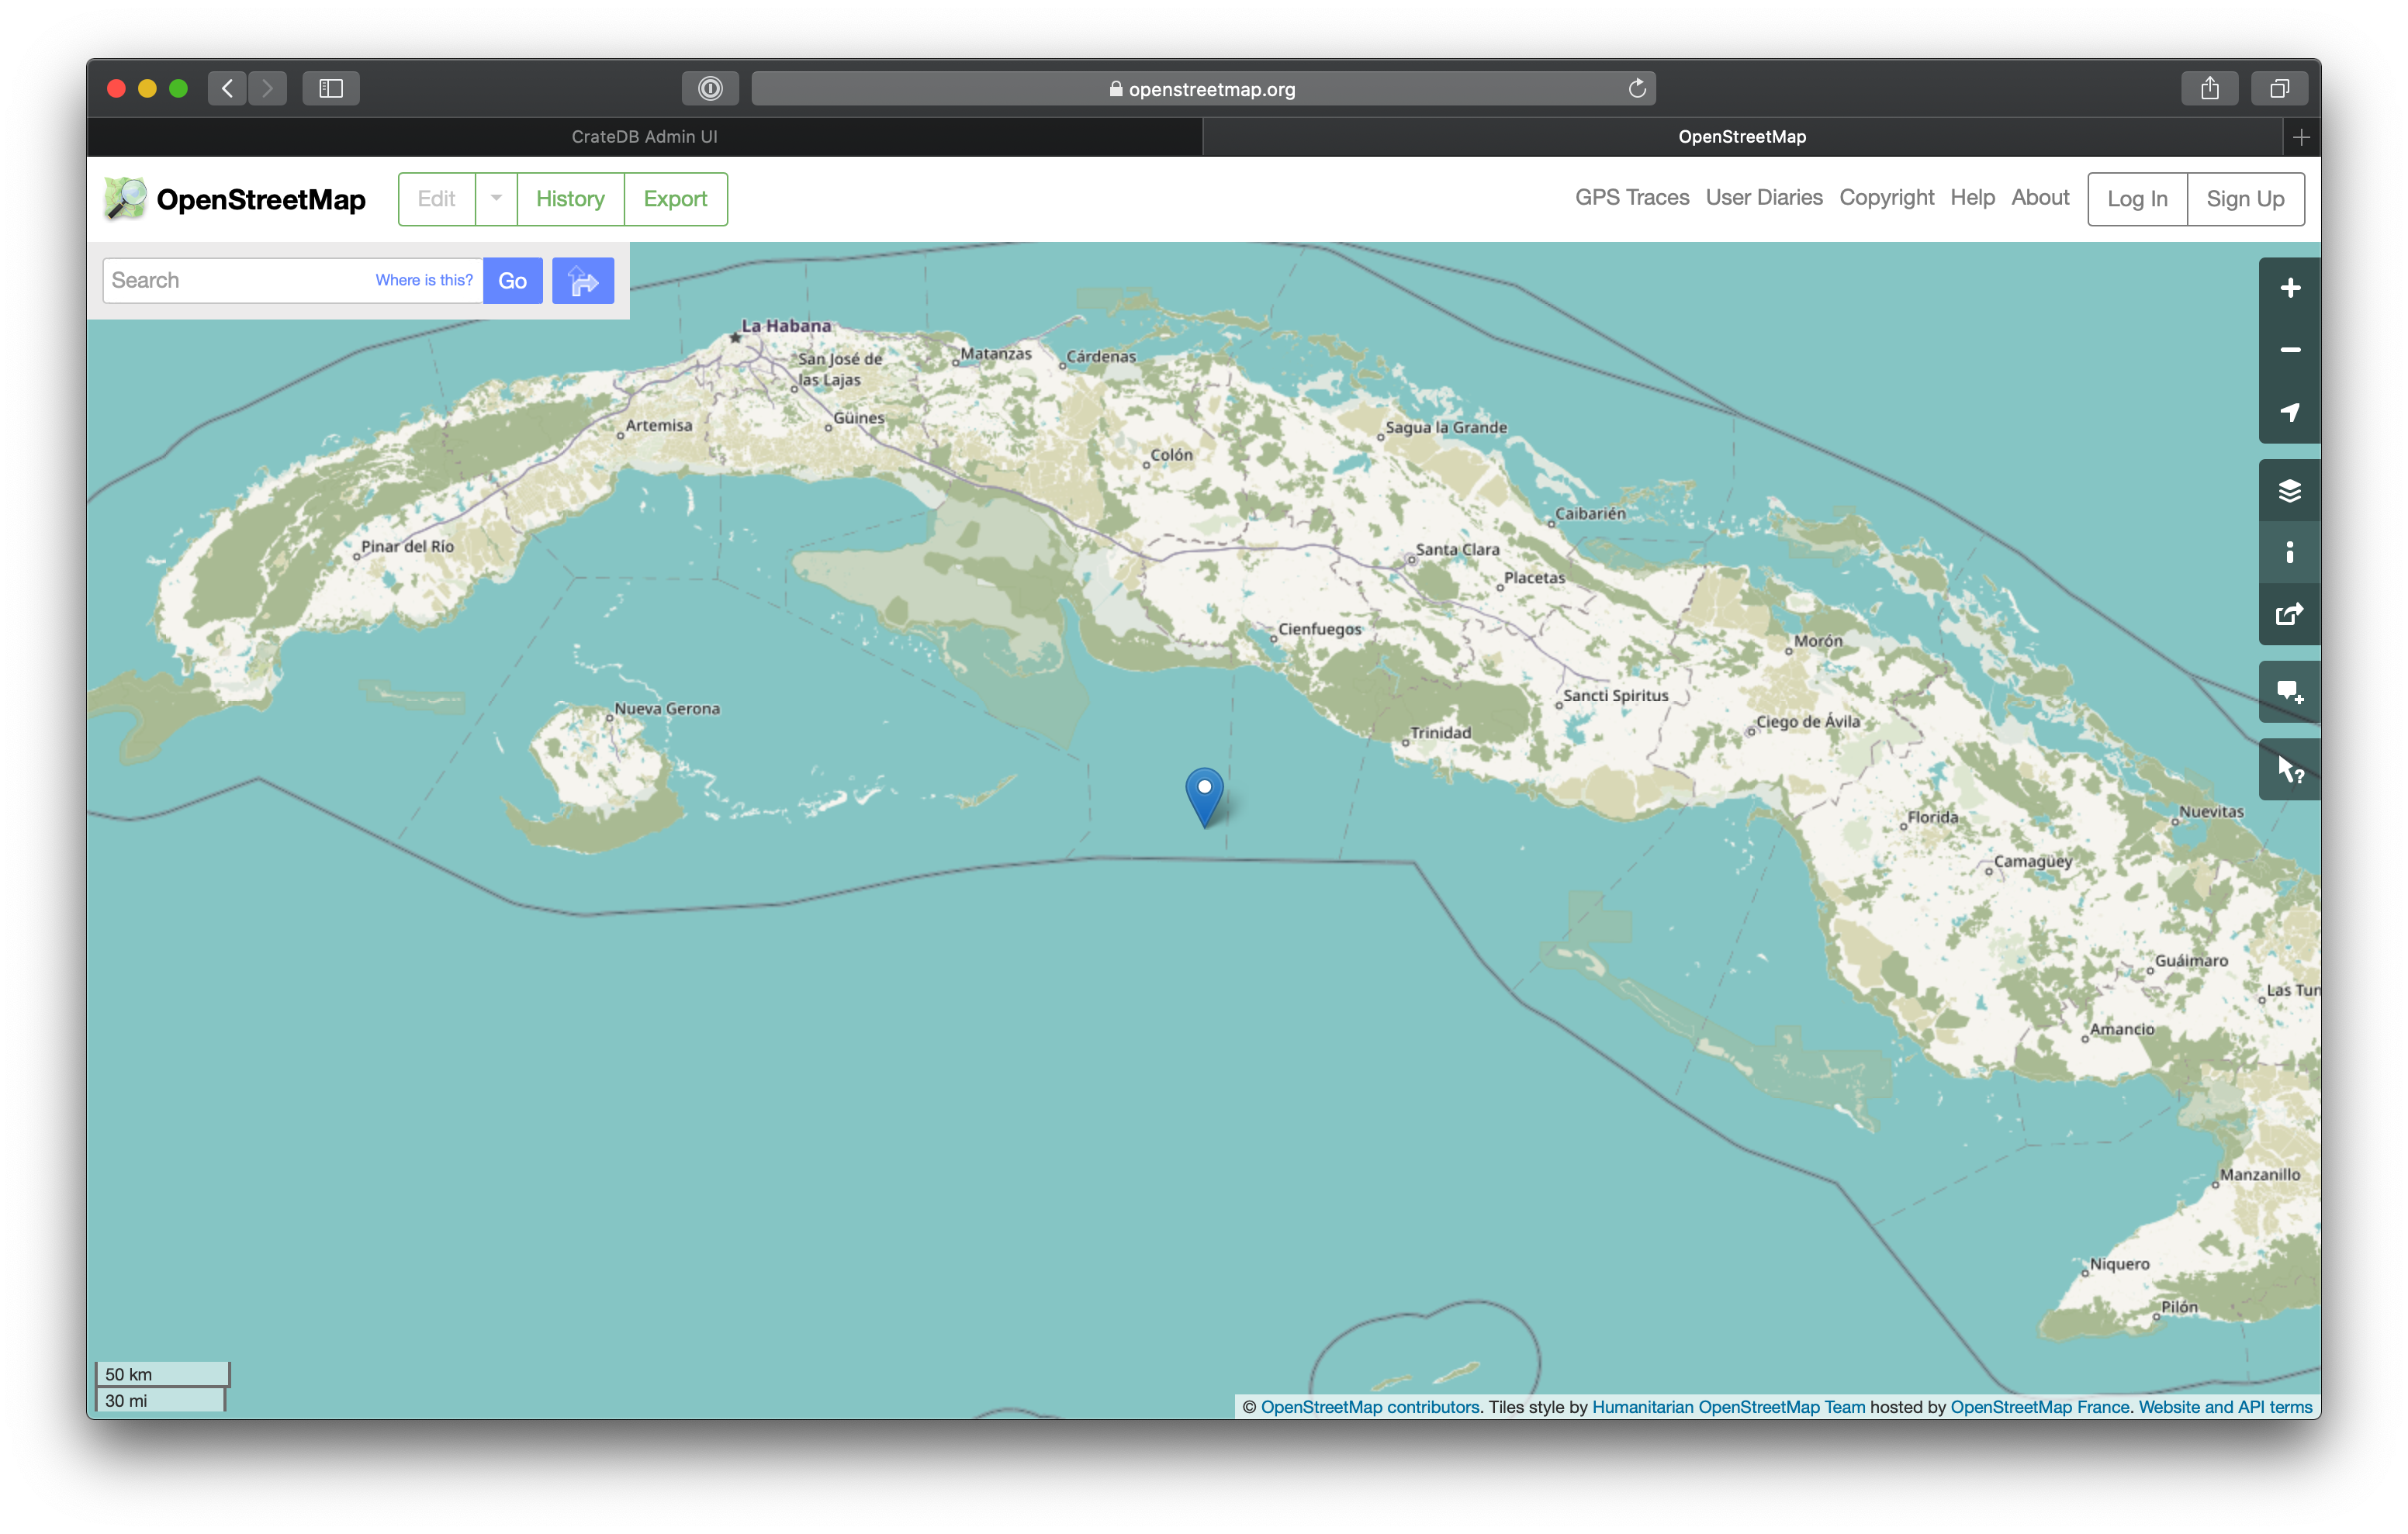 openstreetmap.org
CrateDB Admin UI
OpenStreetMap
OpenStreetMap
Edit
History
Export
GPS Traces
User Diaries
Copyright
Help
About
Log In
Sign Up
Search
Where is this?
Go
La Habana
San José de
las Lajas
Matanzas
Cárdenas
Artemisa
Güines
Sagua la Grande
Colón
Caibarién
Pinar del Río
Santa Clara
Placetas
Cienfuegos
Morón
Sancti Spiritus
Nueva Gerona
Ciego de Ávila
Trinidad
Nuevitas
Florida
Camagüey
Guáimaro
Las Tun
Amancio
Manzanillo
Niquero
Pilón
50 km
30 mi
© OpenStreetMap contributors. Tiles style by Humanitarian OpenStreetMap Team hosted by OpenStreetMap France. Website and API terms